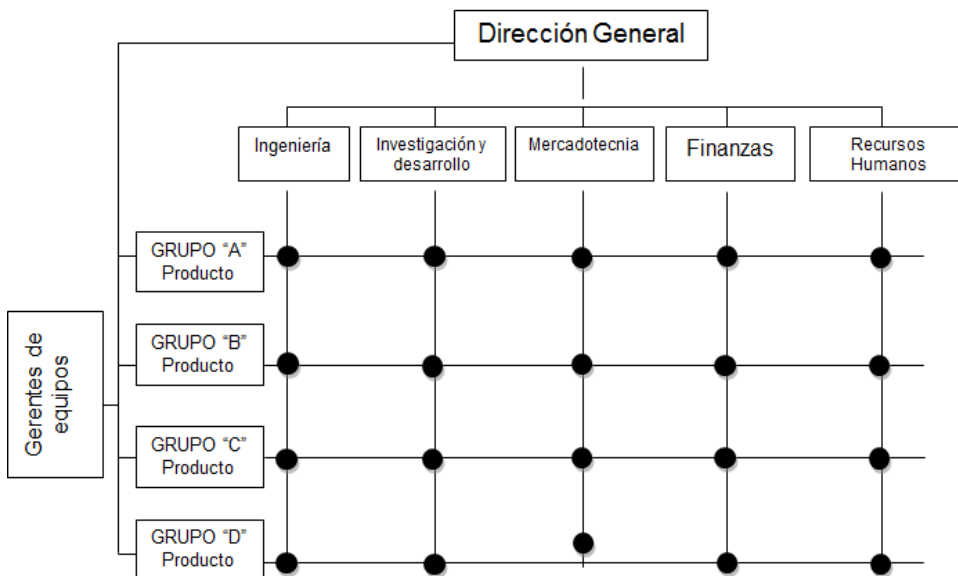 Dirección General
Ingeniería
Investigación y
desarrollo
Mercadotecnia
Finanzas
Recursos
Humanos
GRUPO “A”
Producto
GRUPO “B”
Producto
GRUPO “C”
Producto
GRUPO “D”
Producto
Gerentes de
equipos